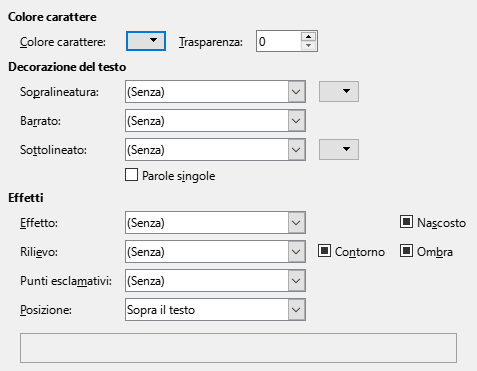 Colore carattere
Colore carattere: Trasparenza: 0
Decorazione del testo
Sopralineatura: (Senza)
Barrato: (Senza)
Sottolineato: (Senza)
Parole singole
Effetti
Effetto: (Senza) Nascosto
Rilievo: (Senza) Contorno Ombra
Punti esclamativi: (Senza)
Posizione: Sopra il testo